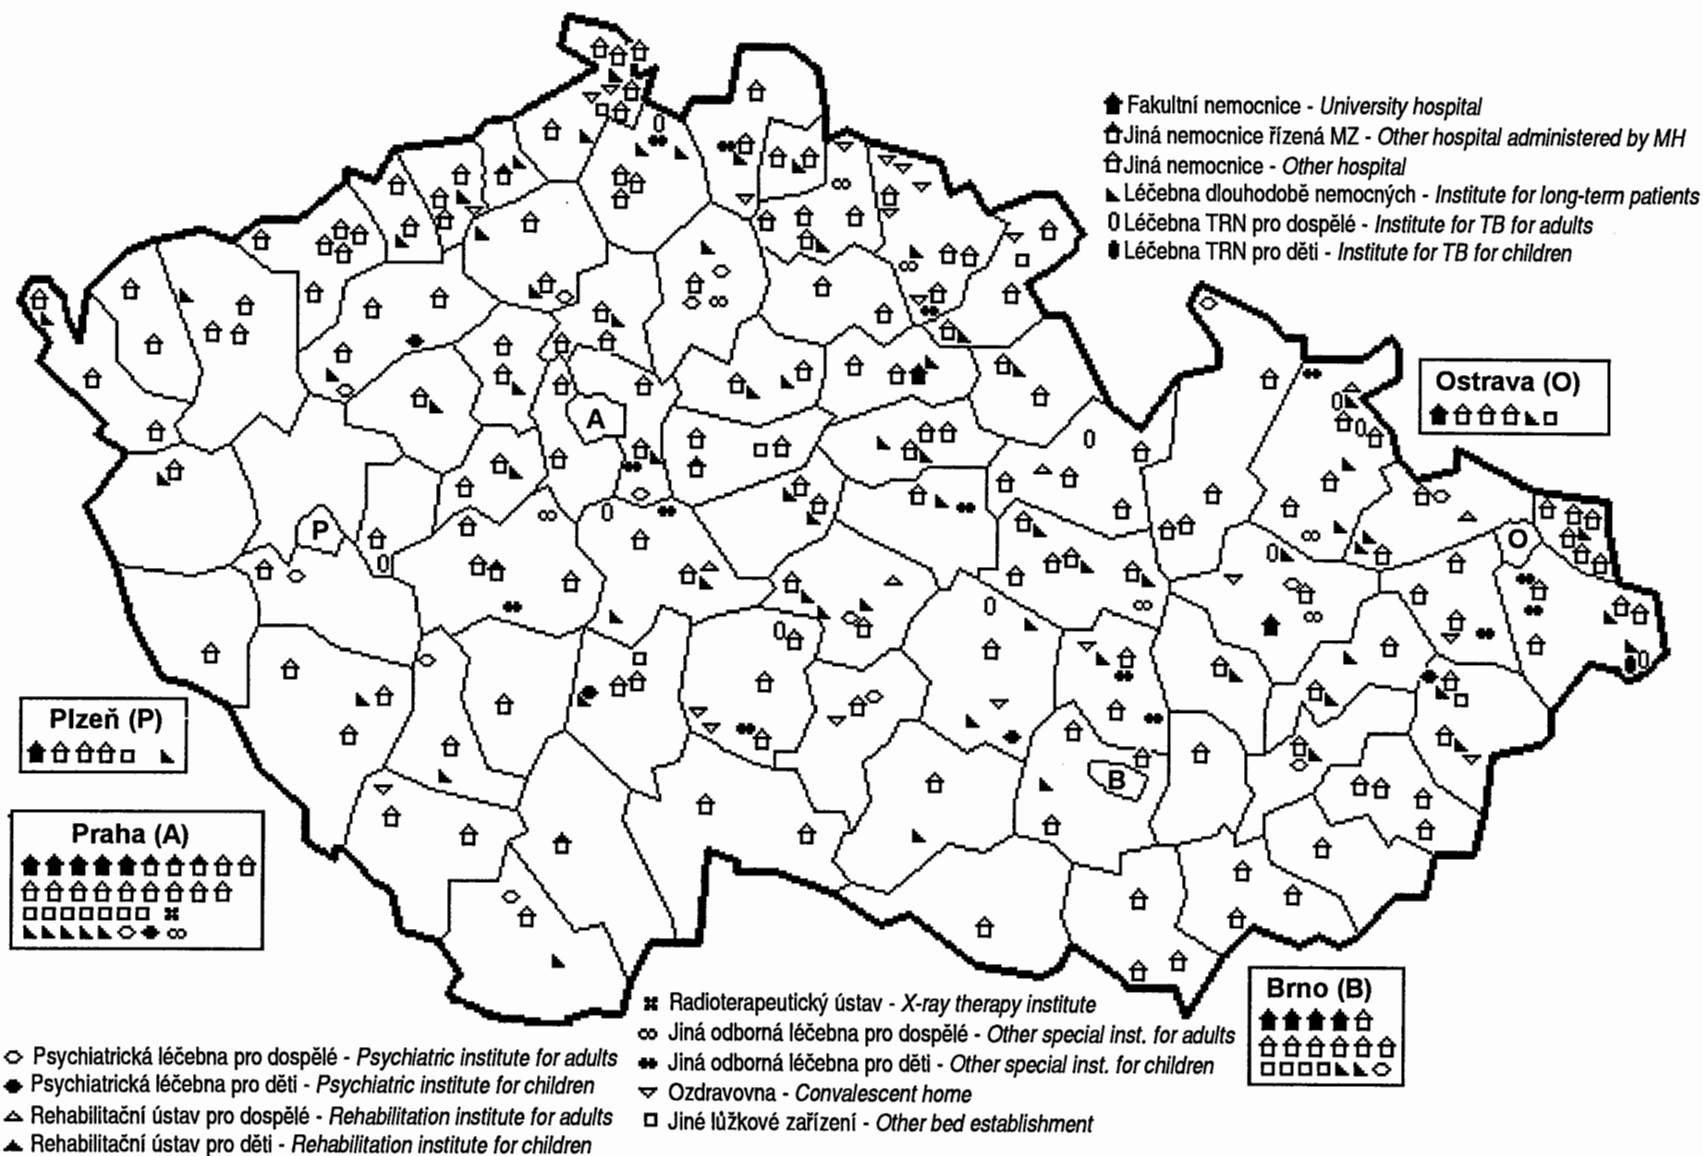 Fakultní nemocnice - University hospital
Jiná nemocnice řízená MZ - Other hospital administered by MH
Jiná nemocnice - Other hospital
Léčebna dlouhodobě nemocných - Institute for long-term patients
Léčebna TRN pro dospělé - Institute for TB for adults
Léčebna TRN pro děti - Institute for TB for children
Ostrava (O)
A
P
O
B
Plzeň (P)
Praha (A)
Brno (B)
Radioterapeutický ústav - X-ray therapy institute
Jiná odborná léčebna pro dospělé - Other special inst. for adults
Jiná odborná léčebna pro děti - Other special inst. for children
Ozdravovna - Convalescent home
Jiné lůžkové zařízení - Other bed establishment
Psychiatrická léčebna pro dospělé - Psychiatric institute for adults
Psychiatrická léčebna pro děti - Psychiatric institute for children
Rehabilitační ústav pro dospělé - Rehabilitation institute for adults
Rehabilitační ústav pro děti - Rehabilitation institute for children